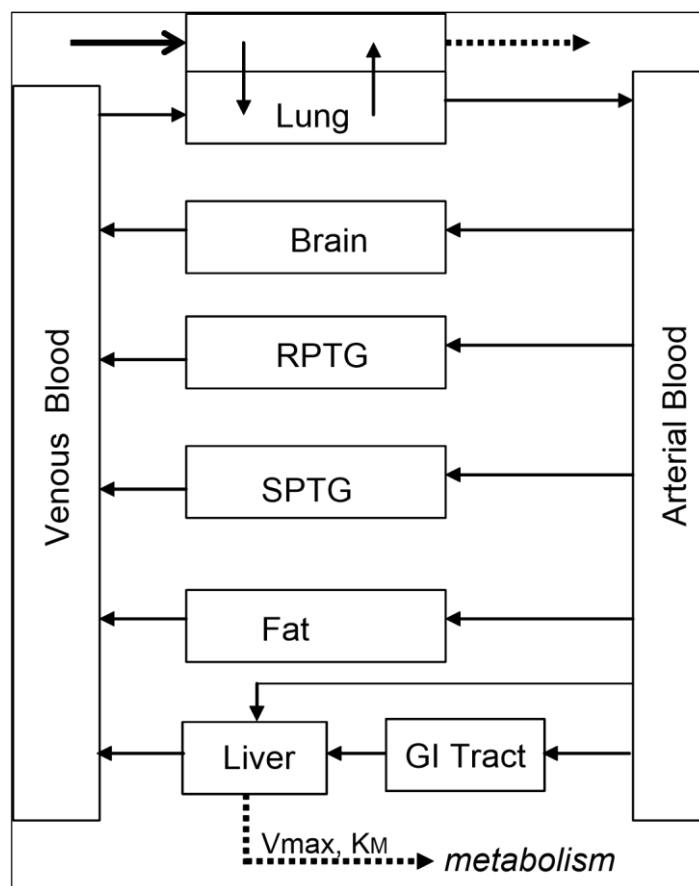 Lung
Brain
RPTG
SPTG
Fat
Liver
GI Tract
Vmax, KM
metabolism
Venous Blood
Arterial Blood